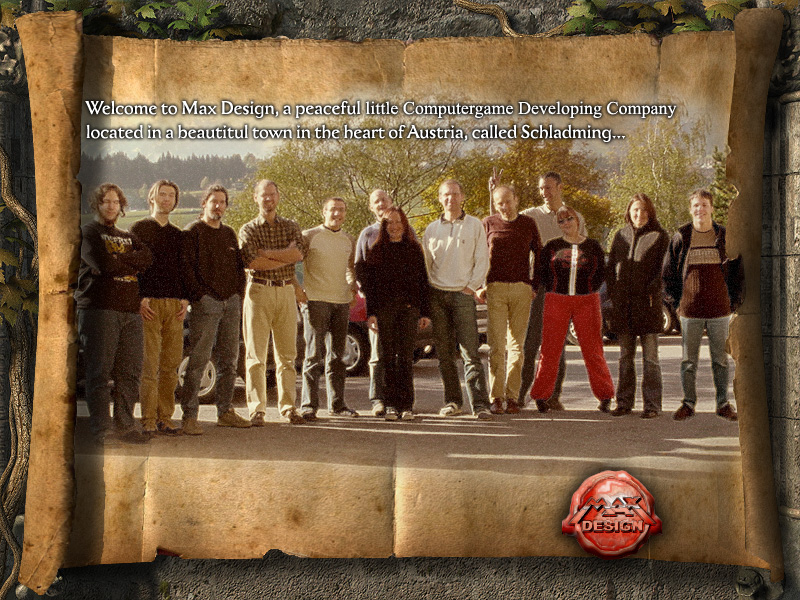 Welcome to Max Design, a peaceful little Computergame Developing Company
located in a beautitul town in the heart of Austria, called Schladming...
MAX
DESIGN